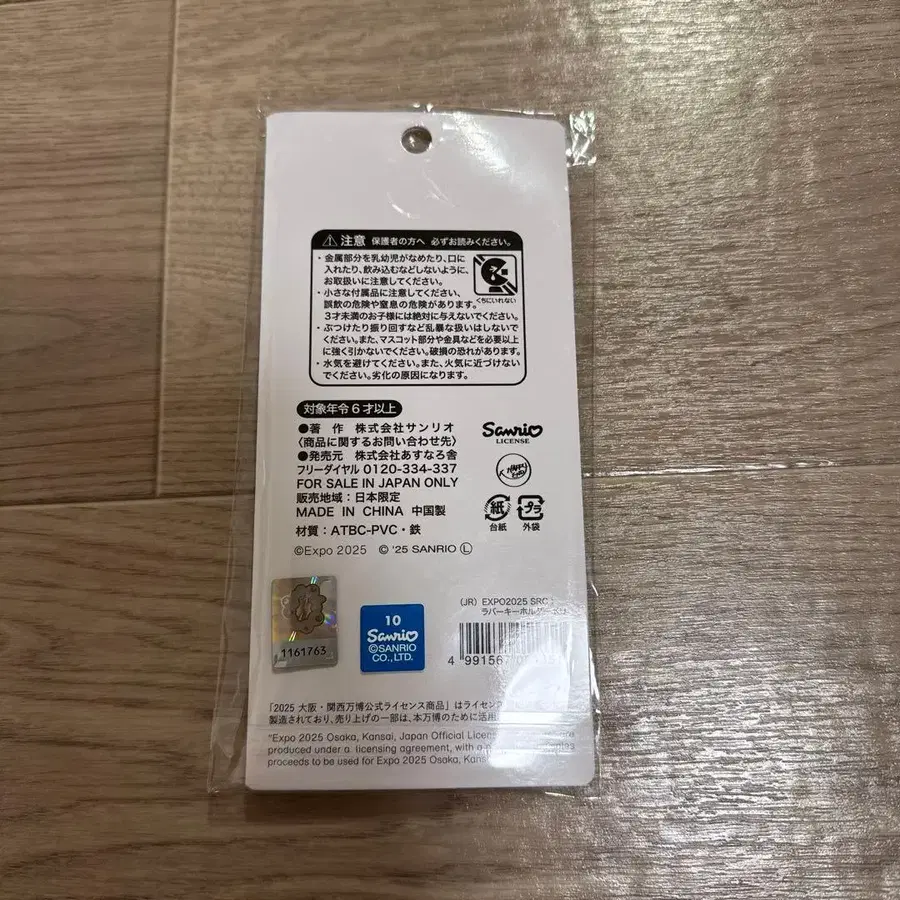 ⚠注意 保護者の方へ 必ずお読みください。
・金属部分を乳幼児がなめたり、口に
入れたり、飲み込むなどしないように、
お取扱いに注意してください。
くちにいれない
・小さな付属品に注意してください、
誤飲の危険や窒息の危険があります。
3才未満のお子様には絶対に与えないでください。
・ぶつけたり振り回すなど乱暴な扱いはしないで
ください。また、マスコット部分や金具などを必要以上
に強く引かないでください。破損の恐れがあります。
・水気を避けてください。また、火気に近づけない
でください。劣化の原因になります。
対象年令6才以上
●著 作 株式会社サンリオ
〈商品に関するお問い合わせ先〉
●発売元 株式会社あすなろ舎
フリーダイヤル 0120-334-337
FOR SALE IN JAPAN ONLY
販売地域:日本限定
MADE IN CHINA 中国製
材質:ATBC-PVC・鉄
©Expo 2025 © '25 SANRIO Ⓛ
Sanrio
LICENSE
紙
台紙
プラ
外袋
1161763
10
Sanrio
©SANRIO
CO., LTD.
(JR) EXPO2025 SRC
ラバーキーホルダー
4 991567
「2025 大阪・関西万博公式ライセンス商品」はライセンス
製造されており、売り上げの一部は、本万博のために活用
"Expo 2025 Osaka, Kansai, Japan Official are
produced under a licensing agreement, with a
proceeds to be used for Expo 2025 Osaka,